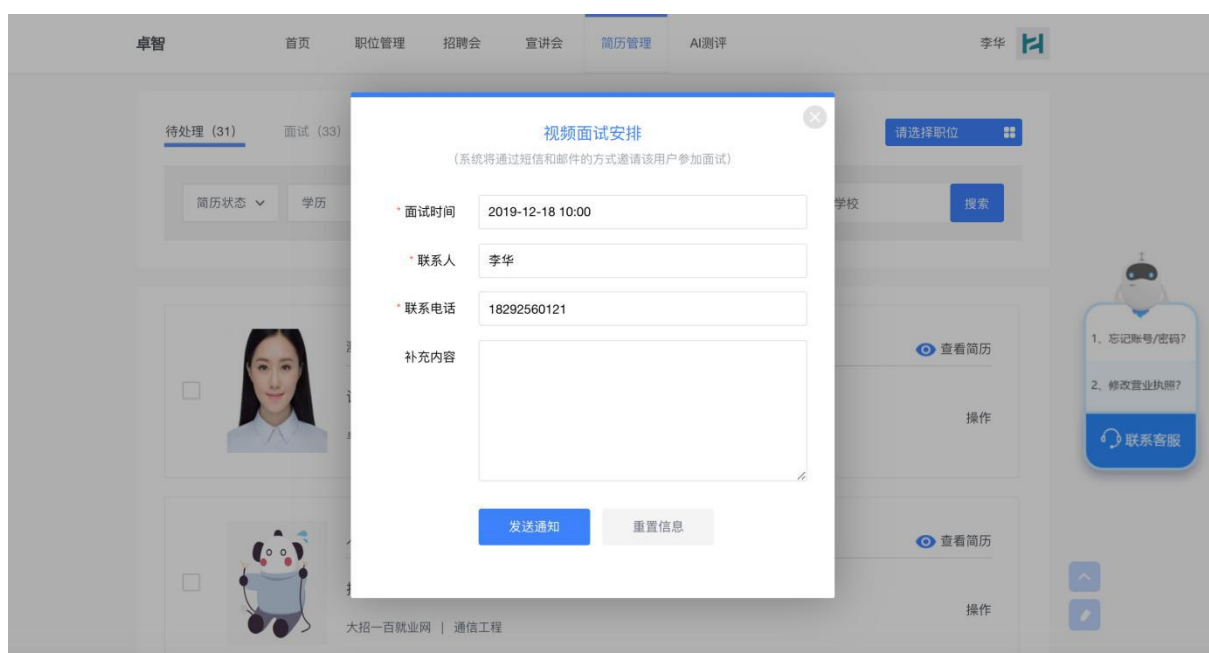 卓智 首页 职位管理 招聘会 宣讲会 简历管理 AI测评 李华
待处理（31） 面试（33） 请选择职位
简历状态 学历 学校 搜索
视频面试安排
（系统将通过短信和邮件的方式邀请该用户参加面试）
* 面试时间 2019-12-18 10:00
* 联系人 李华
* 联系电话 18292560121
补充内容
发送通知 重置信息
查看简历
操作
查看简历
操作
大招一百就业网 | 通信工程
1、忘记账号/密码?
2、修改营业执照?
联系客服